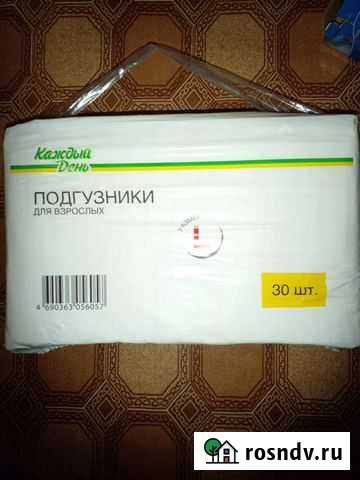 Каждый
День
ПОДГУЗНИКИ
ДЛЯ ВЗРОСЛЫХ
L
30 шт.
4 690363 056057
rosndv.ru